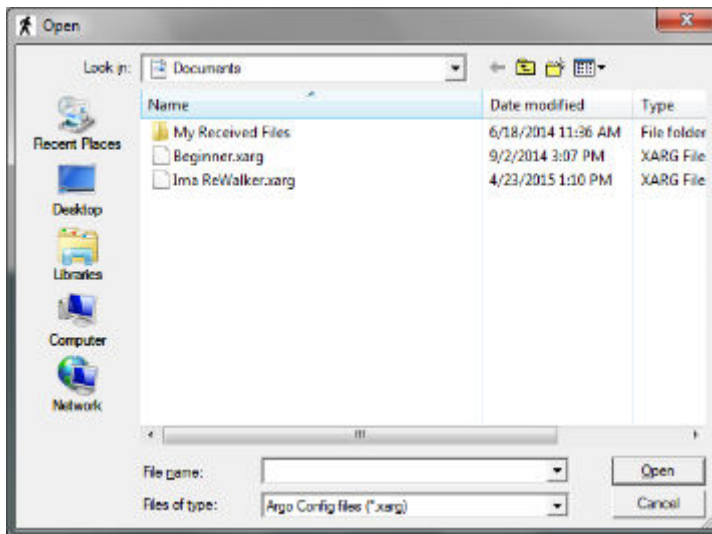 Open
Look in:
Documents
Name
Date modified
Type
My Received Files
6/18/2014 11:36 AM
File folder
Beginner.xarg
9/2/2014 3:07 PM
XARG File
Ima ReWalker.xarg
4/23/2015 1:10 PM
XARG File
Recent Places
Desktop
Libraries
Computer
Network
File name:
Open
Files of type:
Argo Config files (*.xarg)
Cancel